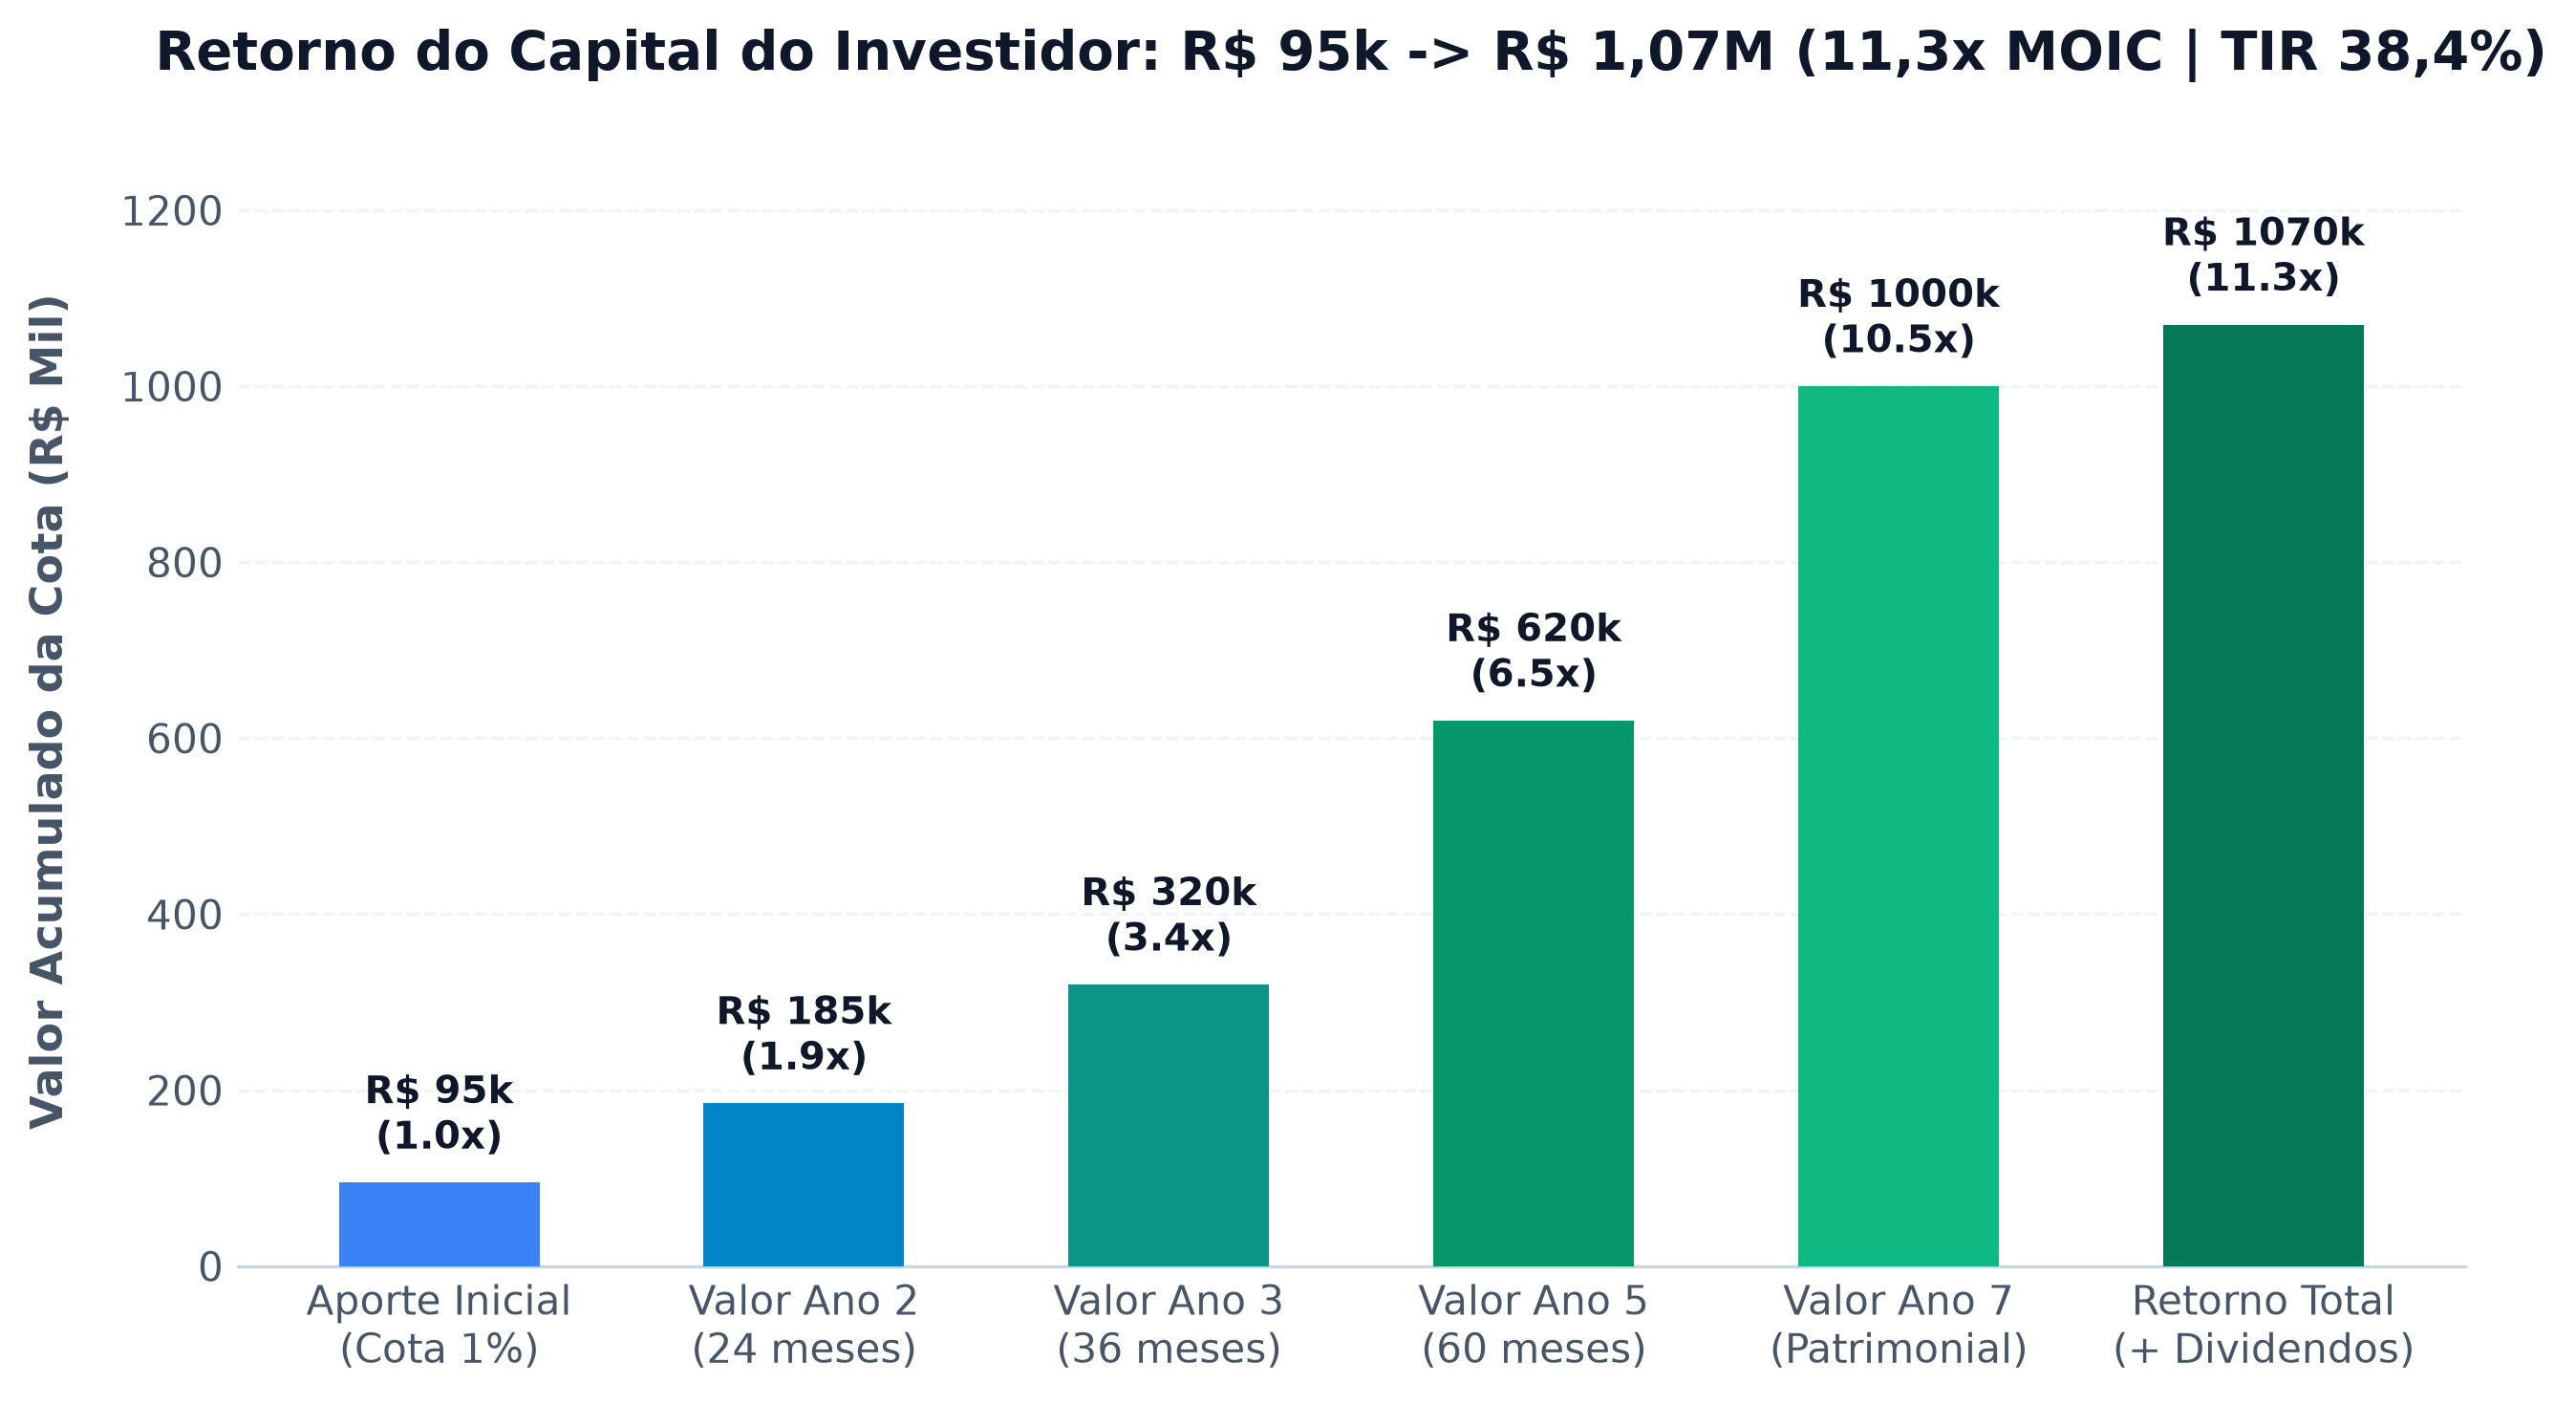 Retorno do Capital do Investidor: R$ 95k -> R$ 1,07M (11,3x MOIC | TIR 38,4%)
Valor Acumulado da Cota (R$ Mil)
1200
1000
800
600
400
200
0
R$ 95k
(1.0x)
R$ 185k
(1.9x)
R$ 320k
(3.4x)
R$ 620k
(6.5x)
R$ 1000k
(10.5x)
R$ 1070k
(11.3x)
Aporte Inicial
(Cota 1%)
Valor Ano 2
(24 meses)
Valor Ano 3
(36 meses)
Valor Ano 5
(60 meses)
Valor Ano 7
(Patrimonial)
Retorno Total
(+ Dividendos)